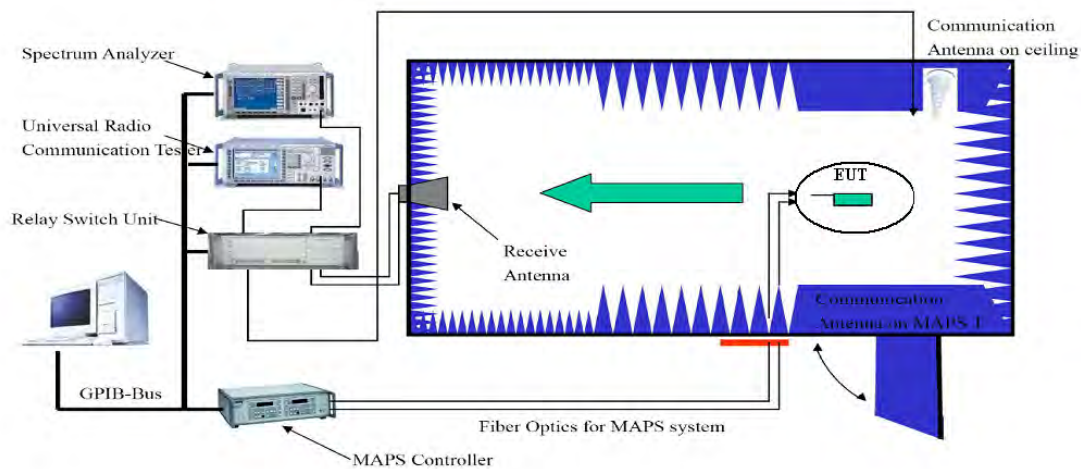 Communication
Antenna on ceiling
Spectrum Analyzer
Universal Radio
Communication Tester
Relay Switch Unit
EUT
Receive
Antenna
Communication
Antenna on MAPS T
GPIB-Bus
Fiber Optics for MAPS system
MAPS Controller